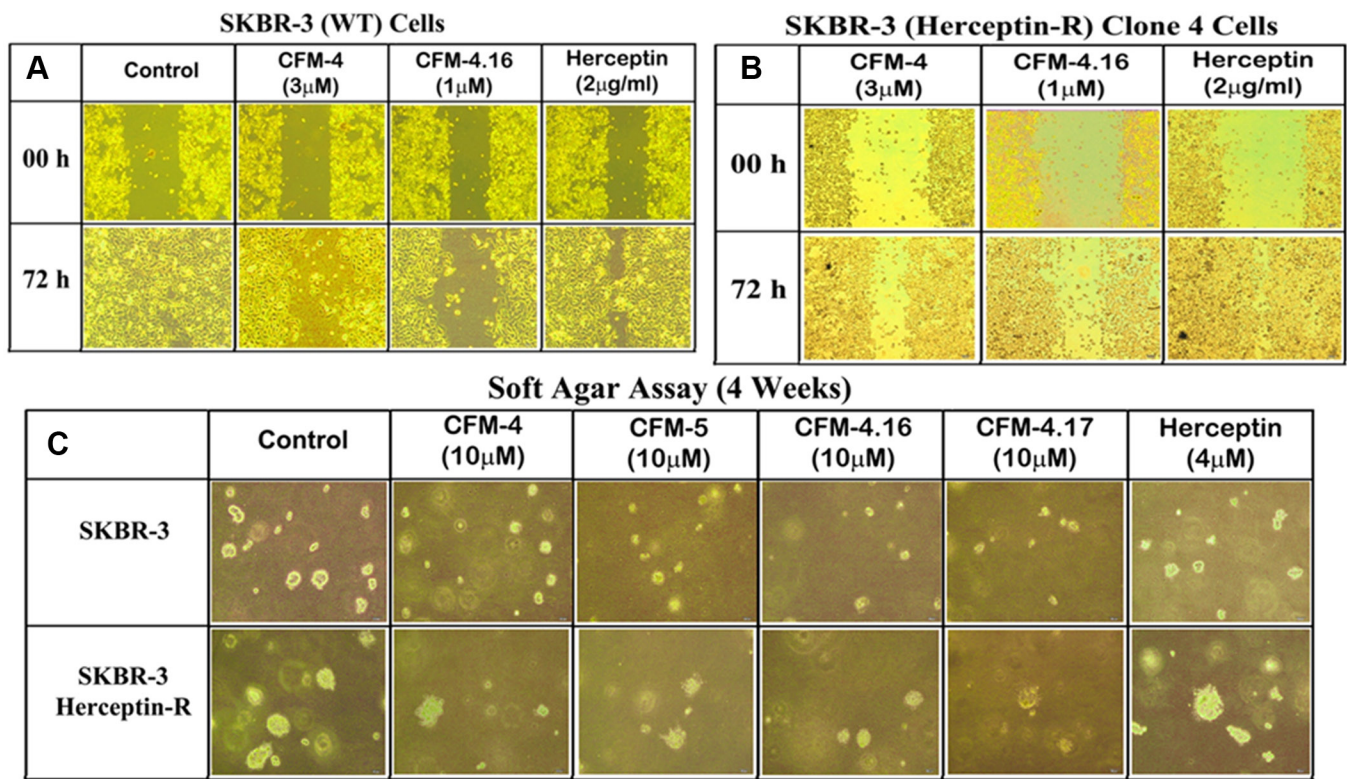 SKBR-3 (WT) Cells
A
Control
CFM-4
(3μM)
CFM-4.16
(1μM)
Herceptin
(2μg/ml)
00 h
72 h
SKBR-3 (Herceptin-R) Clone 4 Cells
B
CFM-4
(3μM)
CFM-4.16
(1μM)
Herceptin
(2μg/ml)
00 h
72 h
Soft Agar Assay (4 Weeks)
C
Control
CFM-4
(10μM)
CFM-5
(10μM)
CFM-4.16
(10μM)
CFM-4.17
(10μM)
Herceptin
(4μM)
SKBR-3
SKBR-3
Herceptin-R